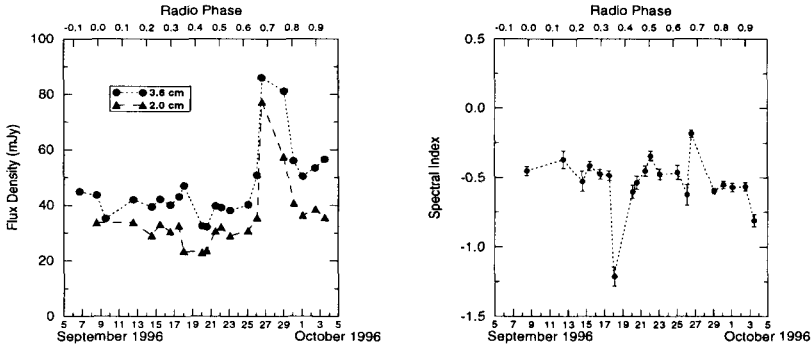 Radio Phase
-0.1 0.0 0.1 0.2 0.3 0.4 0.5 0.6 0.7 0.8 0.9
100
80
60
40
20
0
Flux Density (mJy)
3.6 cm
2.0 cm
5 7 9 11 13 15 17 19 21 23 25 27 29 1 3 5
September 1996 October 1996
Radio Phase
-0.1 0.0 0.1 0.2 0.3 0.4 0.5 0.6 0.7 0.8 0.9
0.5
0.0
-0.5
-1.0
-1.5
Spectral Index
5 7 9 11 13 15 17 19 21 23 25 27 29 1 3 5
September 1996 October 1996